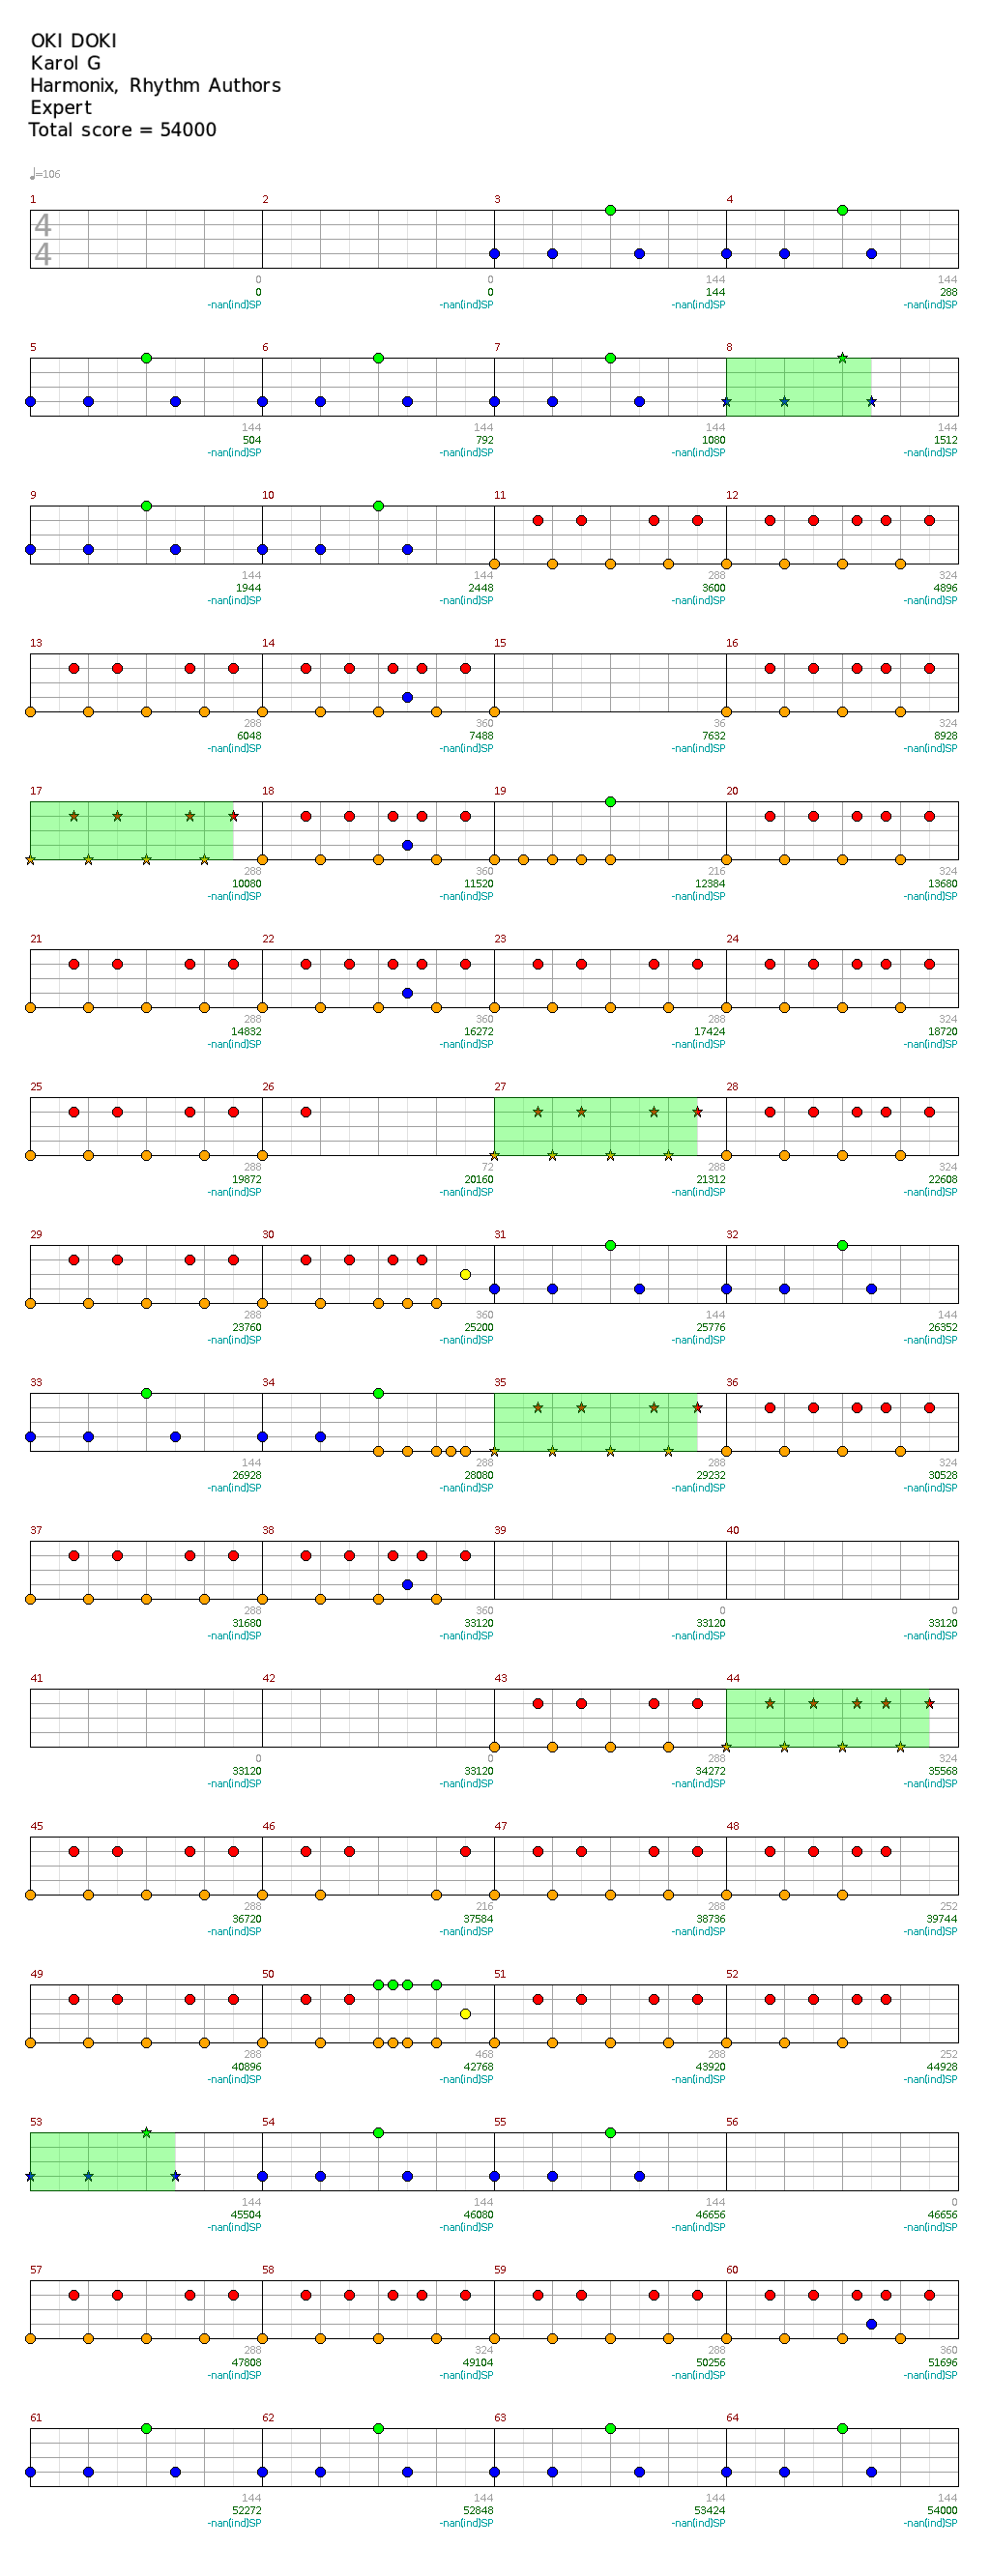 OKI DOKI
Karol G
Harmonix, Rhythm Authors
Expert
Total score = 54000
♩=106
1 2 3 4
4
4
0 0 144 144
0 0 144 288
-nan(ind)SP -nan(ind)SP -nan(ind)SP -nan(ind)SP
5 6 7 8
144 144 144 144
504 792 1080 1512
-nan(ind)SP -nan(ind)SP -nan(ind)SP -nan(ind)SP
9 10 11 12
144 144 288 324
1944 2448 3600 4896
-nan(ind)SP -nan(ind)SP -nan(ind)SP -nan(ind)SP
13 14 15 16
288 360 36 324
6048 7488 7632 8928
-nan(ind)SP -nan(ind)SP -nan(ind)SP -nan(ind)SP
17 18 19 20
288 360 216 324
10080 11520 12384 13680
-nan(ind)SP -nan(ind)SP -nan(ind)SP -nan(ind)SP
21 22 23 24
288 360 288 324
14832 16272 17424 18720
-nan(ind)SP -nan(ind)SP -nan(ind)SP -nan(ind)SP
25 26 27 28
288 72 288 324
19872 20160 21312 22608
-nan(ind)SP -nan(ind)SP -nan(ind)SP -nan(ind)SP
29 30 31 32
288 360 144 144
23760 25200 25776 26352
-nan(ind)SP -nan(ind)SP -nan(ind)SP -nan(ind)SP
33 34 35 36
144 288 288 324
26928 28080 29232 30528
-nan(ind)SP -nan(ind)SP -nan(ind)SP -nan(ind)SP
37 38 39 40
288 360 0 0
31680 33120 33120 33120
-nan(ind)SP -nan(ind)SP -nan(ind)SP -nan(ind)SP
41 42 43 44
0 0 288 324
33120 33120 34272 35568
-nan(ind)SP -nan(ind)SP -nan(ind)SP -nan(ind)SP
45 46 47 48
288 216 288 252
36720 37584 38736 39744
-nan(ind)SP -nan(ind)SP -nan(ind)SP -nan(ind)SP
49 50 51 52
288 468 288 252
40896 42768 43920 44928
-nan(ind)SP -nan(ind)SP -nan(ind)SP -nan(ind)SP
53 54 55 56
144 144 144 0
45504 46080 46656 46656
-nan(ind)SP -nan(ind)SP -nan(ind)SP -nan(ind)SP
57 58 59 60
288 324 288 360
47808 49104 50256 51696
-nan(ind)SP -nan(ind)SP -nan(ind)SP -nan(ind)SP
61 62 63 64
144 144 144 144
52272 52848 53424 54000
-nan(ind)SP -nan(ind)SP -nan(ind)SP -nan(ind)SP